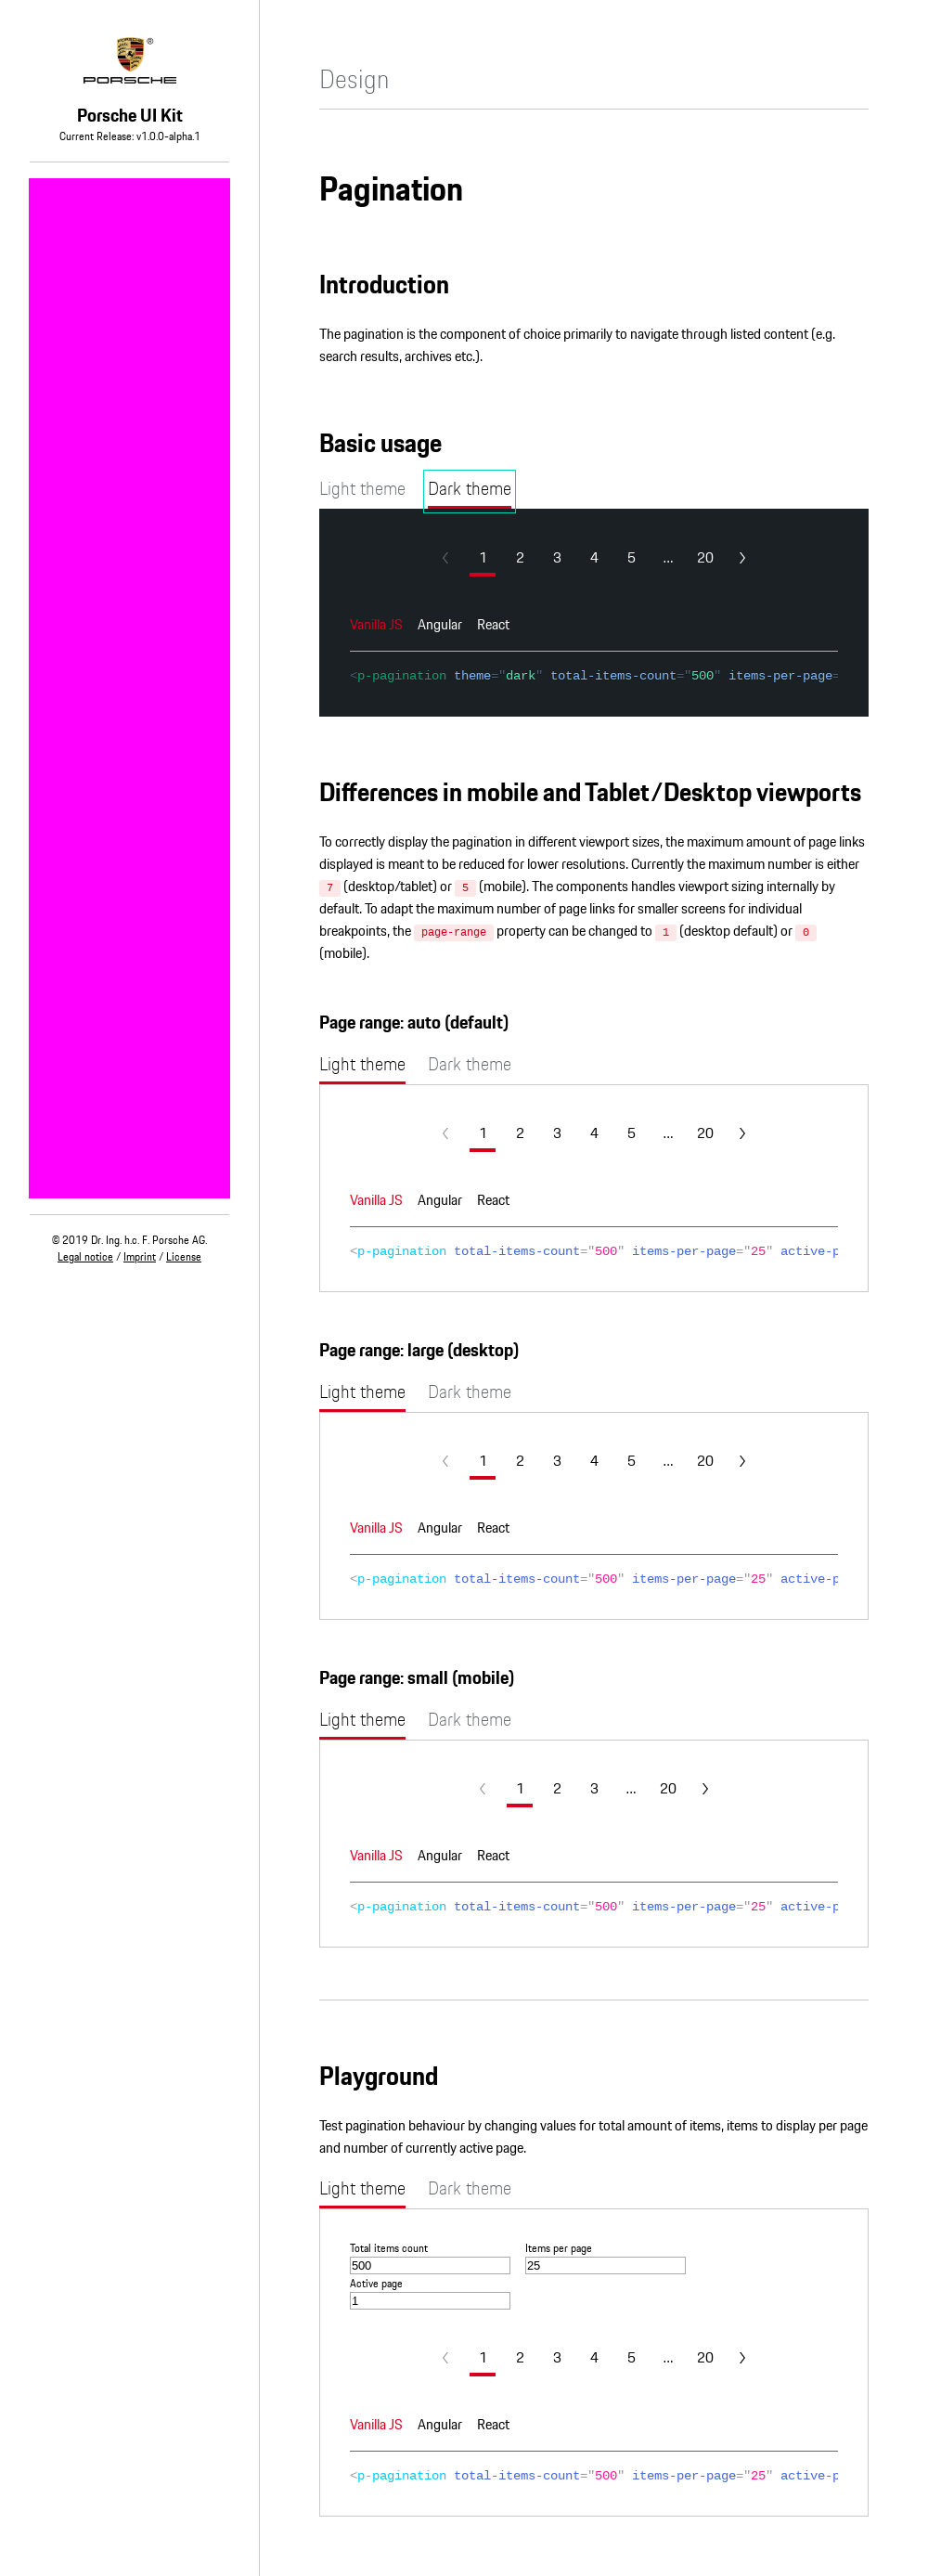 ®
PORSCHE
Porsche UI Kit
Current Release: v1.0.0-alpha.1
© 2019 Dr. Ing. h.c. F. Porsche AG.
Legal notice / Imprint / License
Design
Pagination
Introduction
The pagination is the component of choice primarily to navigate through listed content (e.g.
search results, archives etc.).
Basic usage
Light theme Dark theme
1 2 3 4 5 ... 20
Vanilla JS Angular React
<p-pagination theme="dark" total-items-count="500" items-per-page=
Differences in mobile and Tablet/Desktop viewports
To correctly display the pagination in different viewport sizes, the maximum amount of page links
displayed is meant to be reduced for lower resolutions. Currently the maximum number is either
7 (desktop/tablet) or 5 (mobile). The components handles viewport sizing internally by
default. To adapt the maximum number of page links for smaller screens for individual
breakpoints, the page-range property can be changed to 1 (desktop default) or 0
(mobile).
Page range: auto (default)
Light theme Dark theme
1 2 3 4 5 ... 20
Vanilla JS Angular React
<p-pagination total-items-count="500" items-per-page="25" active-p
Page range: large (desktop)
Light theme Dark theme
1 2 3 4 5 ... 20
Vanilla JS Angular React
<p-pagination total-items-count="500" items-per-page="25" active-p
Page range: small (mobile)
Light theme Dark theme
1 2 3 ... 20
Vanilla JS Angular React
<p-pagination total-items-count="500" items-per-page="25" active-p
Playground
Test pagination behaviour by changing values for total amount of items, items to display per page
and number of currently active page.
Light theme Dark theme
Total items count Items per page
500 25
Active page
1
1 2 3 4 5 ... 20
Vanilla JS Angular React
<p-pagination total-items-count="500" items-per-page="25" active-p